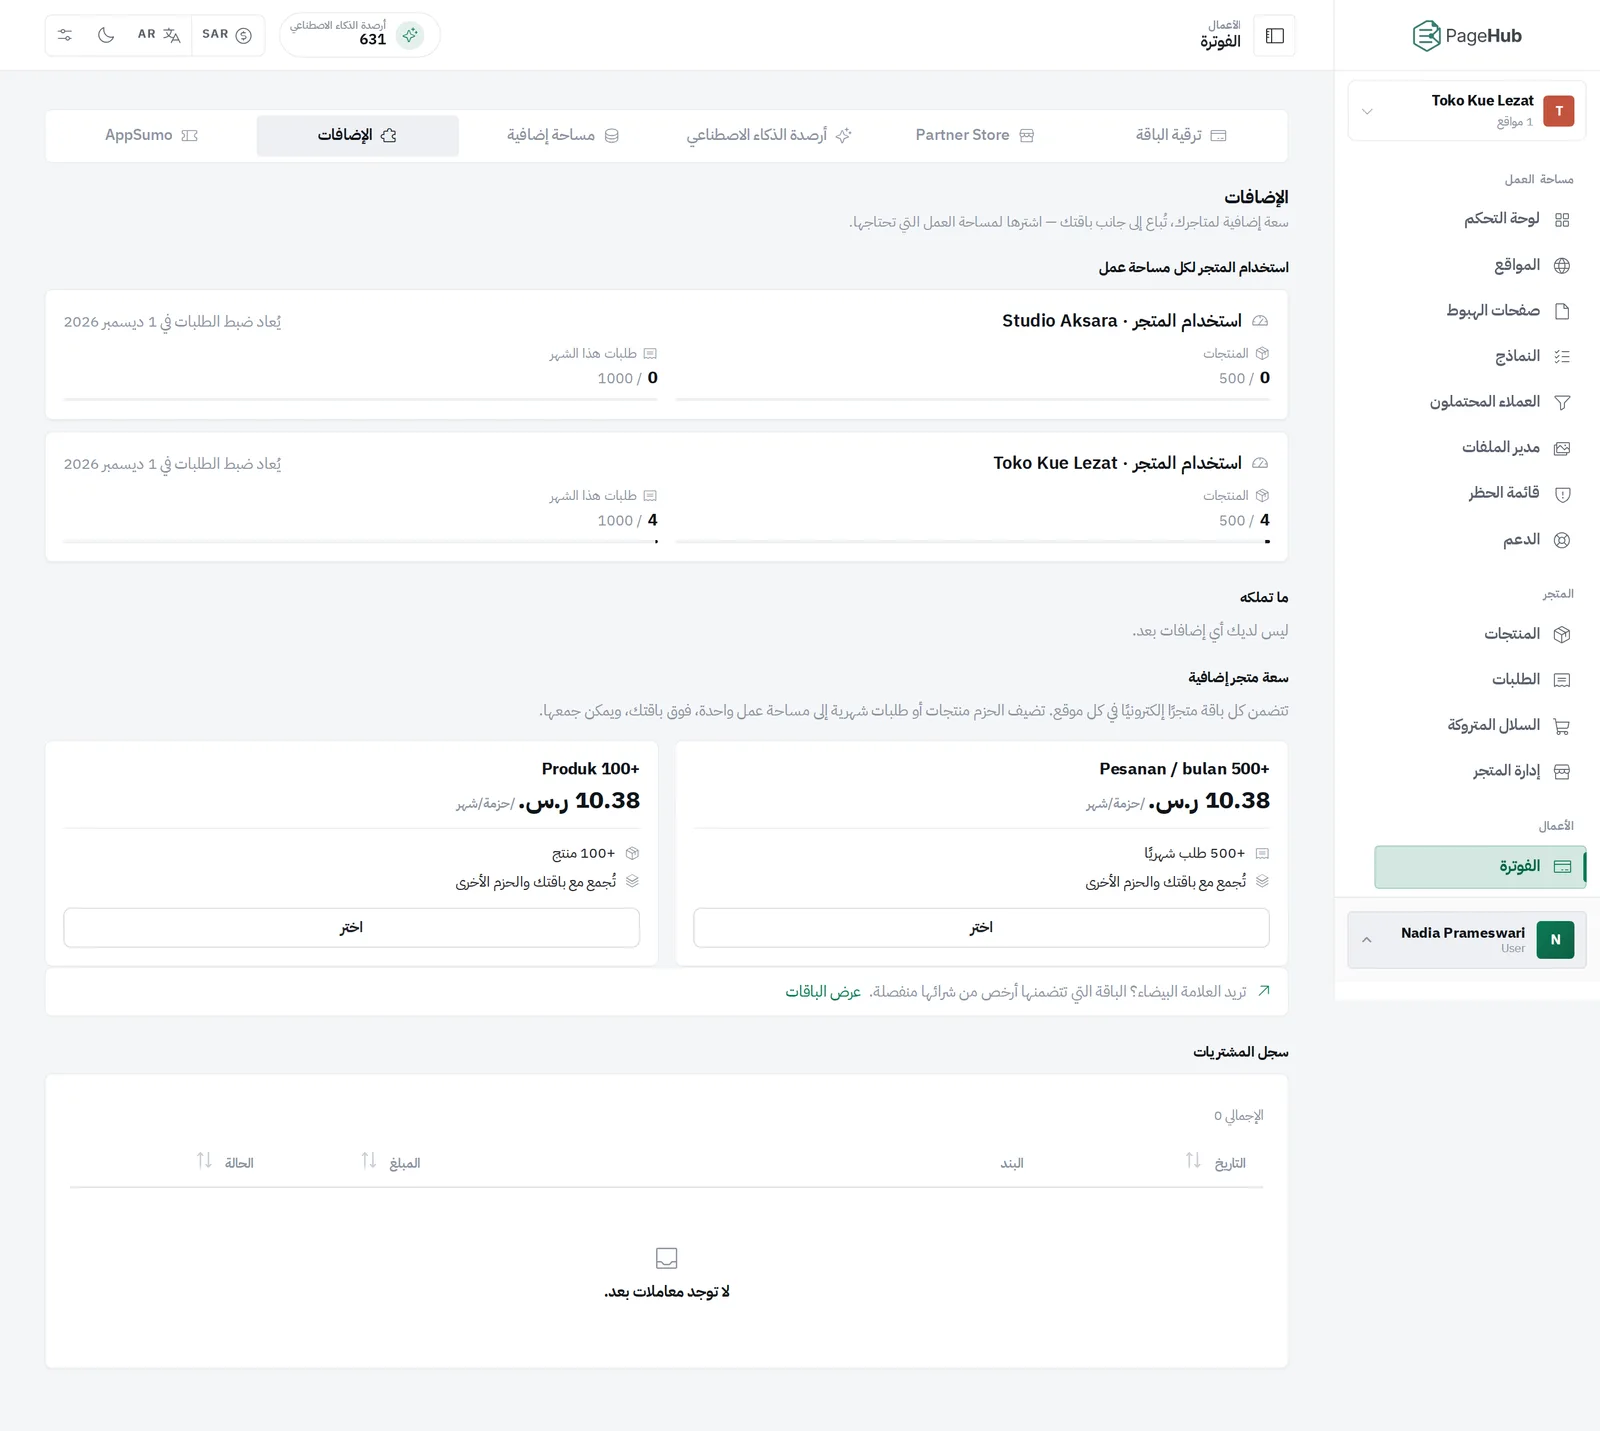 PageHub
Toko Kue Lezat
1 مواقع
T
مساحة العمل
لوحة التحكم
المواقع
صفحات الهبوط
النماذج
العملاء المحتملون
مدير الملفات
قائمة الحظر
الدعم
المتجر
المنتجات
الطلبات
السلال المتروكة
إدارة المتجر
الأعمال
الفوترة
Nadia Prameswari
User
N
الأعمال
الفوترة
أرصدة الذكاء الاصطناعي
631
SAR
AR
ترقية الباقة
Partner Store
أرصدة الذكاء الاصطناعي
مساحة إضافية
الإضافات
AppSumo
الإضافات
سعة إضافية لمتاجرك، تُباع إلى جانب باقتك — اشترها لمساحة العمل التي تحتاجها.
استخدام المتجر لكل مساحة عمل
استخدام المتجر · Studio Aksara
يُعاد ضبط الطلبات في 1 ديسمبر 2026
المنتجات
0 / 500
طلبات هذا الشهر
0 / 1000
استخدام المتجر · Toko Kue Lezat
يُعاد ضبط الطلبات في 1 ديسمبر 2026
المنتجات
4 / 500
طلبات هذا الشهر
4 / 1000
ما تملكه
ليس لديك أي إضافات بعد.
سعة متجر إضافية
تتضمن كل باقة متجرًا إلكترونيًا في كل موقع. تضيف الحزم منتجات أو طلبات شهرية إلى مساحة عمل واحدة، فوق باقتك، ويمكن جمعها.
Pesanan / bulan 500+
10.38 ر.س. /حزمة/شهر
+500 طلب شهريًا
تُجمع مع باقتك والحزم الأخرى
اختر
Produk 100+
10.38 ر.س. /حزمة/شهر
+100 منتج
تُجمع مع باقتك والحزم الأخرى
اختر
تريد العلامة البيضاء؟ الباقة التي تتضمنها أرخص من شرائها منفصلة. عرض الباقات
سجل المشتريات
الإجمالي 0
التاريخ
البند
المبلغ
الحالة
لا توجد معاملات بعد.